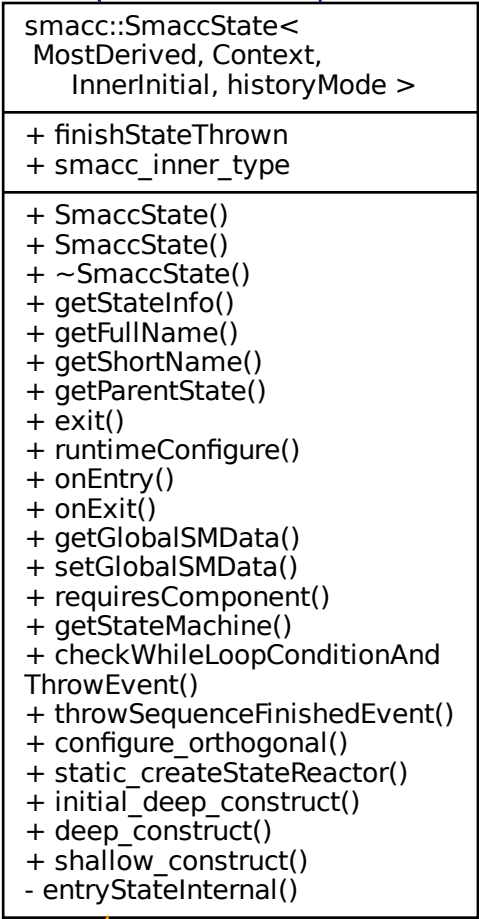 smacc::SmaccState<
MostDerived, Context,
InnerInitial, historyMode >
+ finishStateThrown
+ smacc_inner_type
+ SmaccState()
+ SmaccState()
+ ~SmaccState()
+ getStateInfo()
+ getFullName()
+ getShortName()
+ getParentState()
+ exit()
+ runtimeConfigure()
+ onEntry()
+ onExit()
+ getGlobalSMData()
+ setGlobalSMData()
+ requiresComponent()
+ getStateMachine()
+ checkWhileLoopConditionAnd
ThrowEvent()
+ throwSequenceFinishedEvent()
+ configure_orthogonal()
+ static_createStateReactor()
+ initial_deep_construct()
+ deep_construct()
+ shallow_construct()
- entryStateInternal()